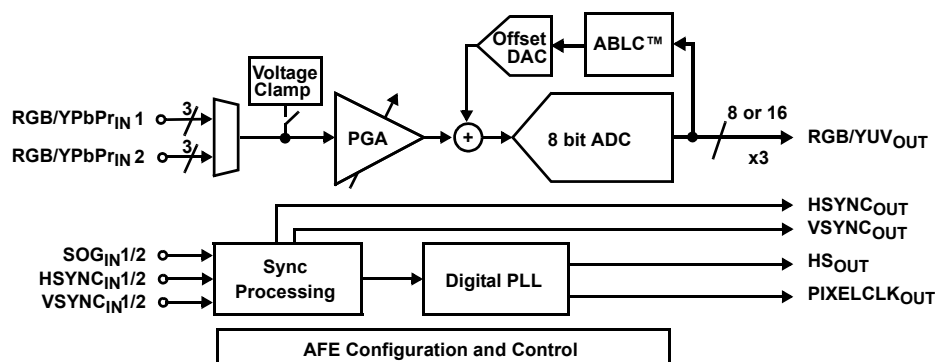 Offset
DAC
ABLC™
Voltage
Clamp
RGB/YPbPrIN 1
3
PGA
+
8 bit ADC
8 or 16
RGB/YUVOUT
RGB/YPbPrIN 2
3
x3
HSYNCOUT
VSYNCOUT
SOGIN1/2
HSYNCIN1/2
VSYNCIN1/2
Sync
Processing
Digital PLL
HSOUT
PIXELCLKOUT
AFE Configuration and Control